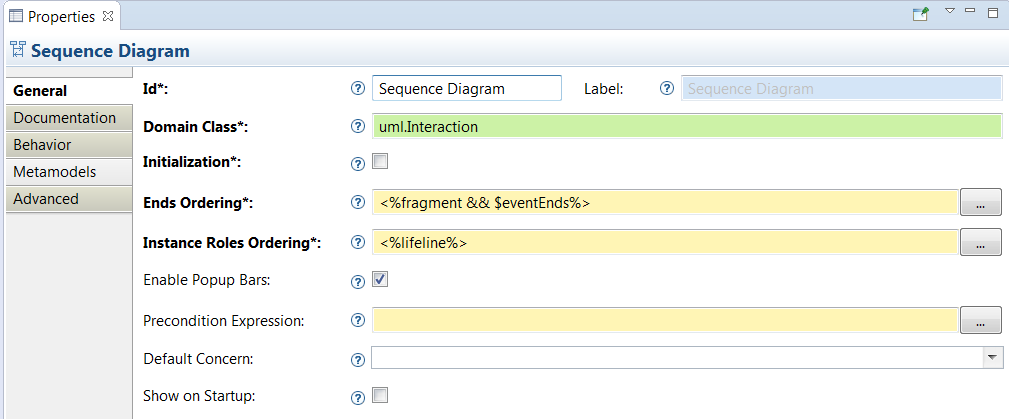 Properties
Sequence Diagram
General
Documentation
Behavior
Metamodels
Advanced
Id*: Sequence Diagram Label: Sequence Diagram
Domain Class*: uml.Interaction
Initialization*:
Ends Ordering*: <%fragment && $eventEnds%> ...
Instance Roles Ordering*: <%lifeline%> ...
Enable Popup Bars:
Precondition Expression: ...
Default Concern:
Show on Startup: